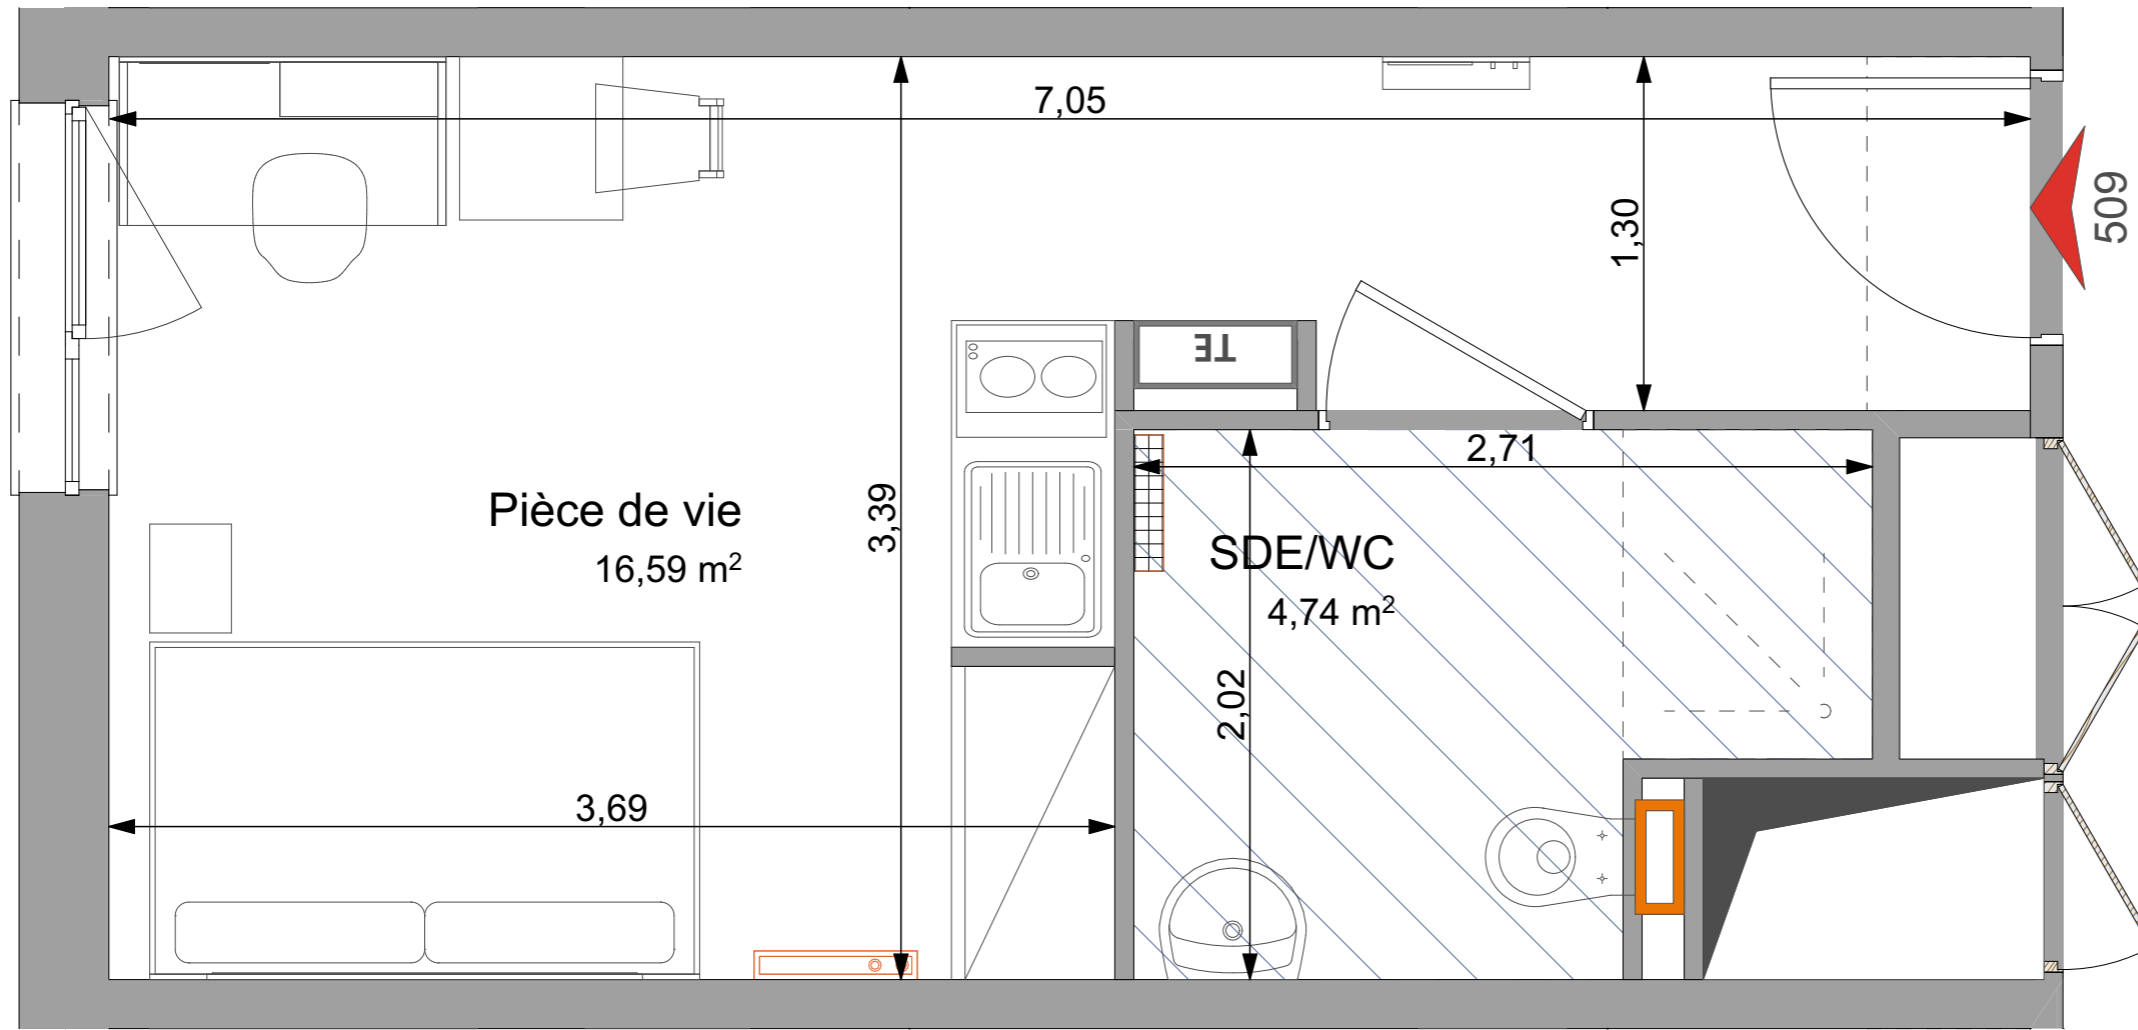 7,05
1,30
509
TE
2,71
Pièce de vie
16,59 m²
3,39
SDE/WC
4,74 m²
2,02
3,69